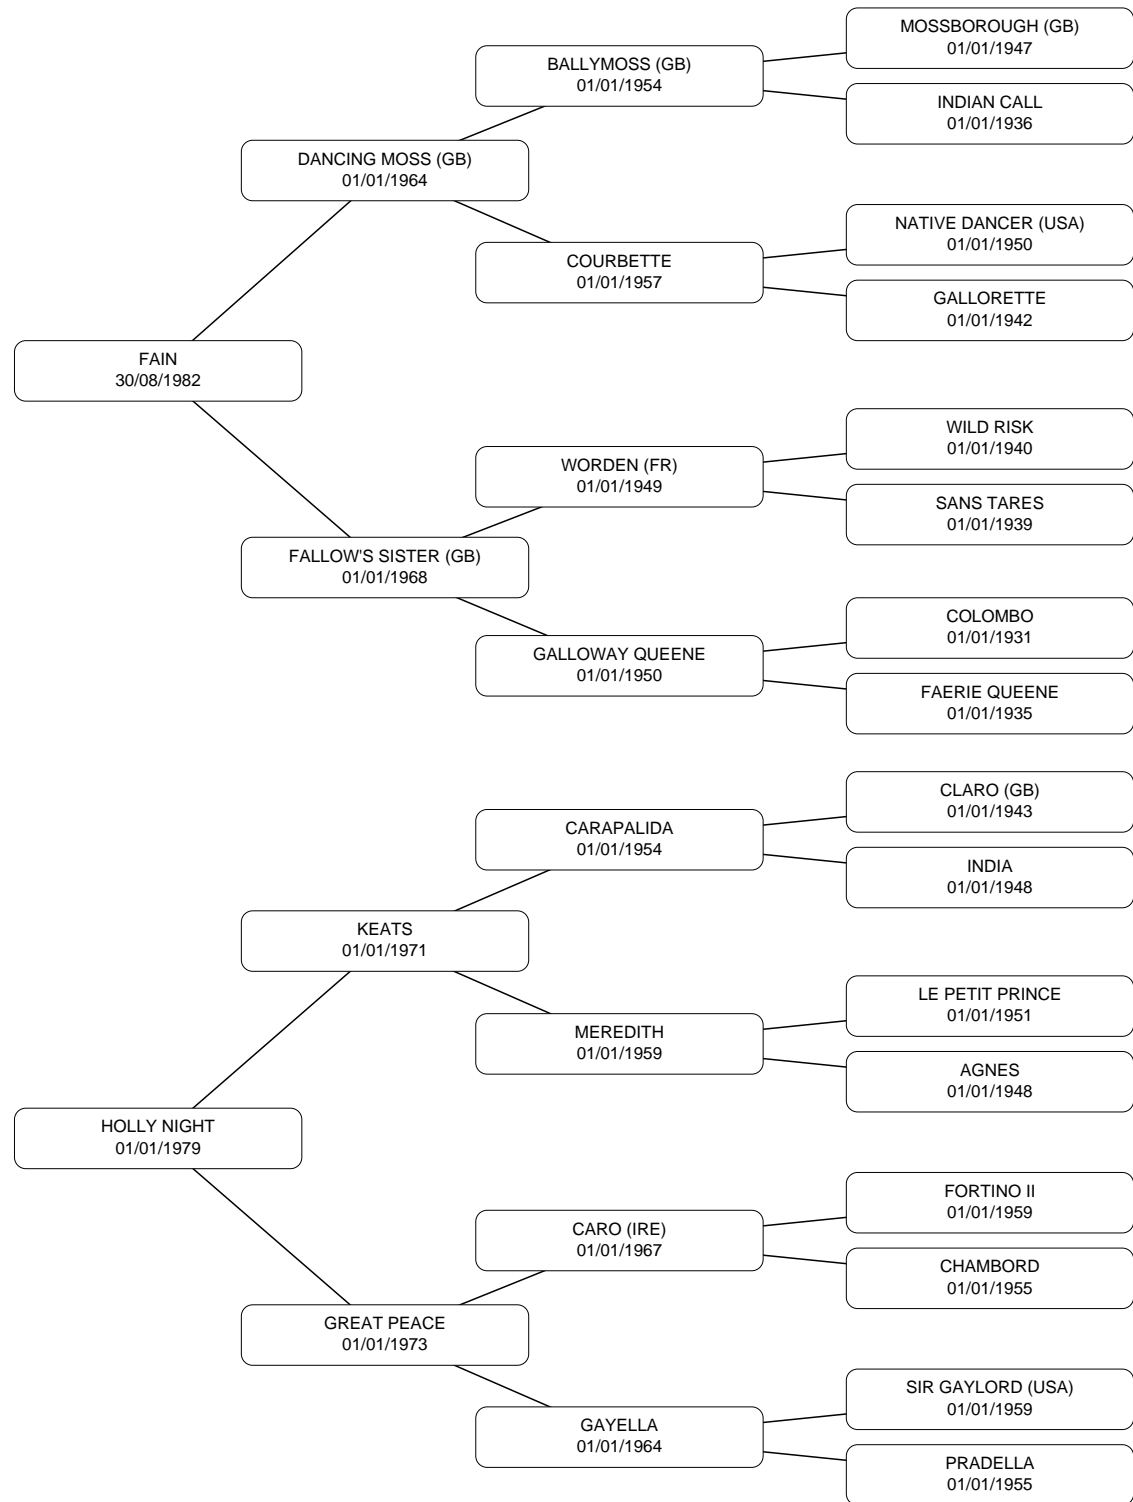 MOSSBOROUGH (GB)
01/01/1947
BALLYMOSS (GB)
01/01/1954
INDIAN CALL
01/01/1936
DANCING MOSS (GB)
01/01/1964
NATIVE DANCER (USA)
01/01/1950
COURBETTE
01/01/1957
GALLORETTE
01/01/1942
FAIN
30/08/1982
WILD RISK
01/01/1940
WORDEN (FR)
01/01/1949
SANS TARES
01/01/1939
FALLOW'S SISTER (GB)
01/01/1968
COLOMBO
01/01/1931
GALLOWAY QUEENE
01/01/1950
FAERIE QUEENE
01/01/1935
CLARO (GB)
01/01/1943
CARAPALIDA
01/01/1954
INDIA
01/01/1948
KEATS
01/01/1971
LE PETIT PRINCE
01/01/1951
MEREDITH
01/01/1959
AGNES
01/01/1948
HOLLY NIGHT
01/01/1979
FORTINO II
01/01/1959
CARO (IRE)
01/01/1967
CHAMBORD
01/01/1955
GREAT PEACE
01/01/1973
SIR GAYLORD (USA)
01/01/1959
GAYELLA
01/01/1964
PRADELLA
01/01/1955